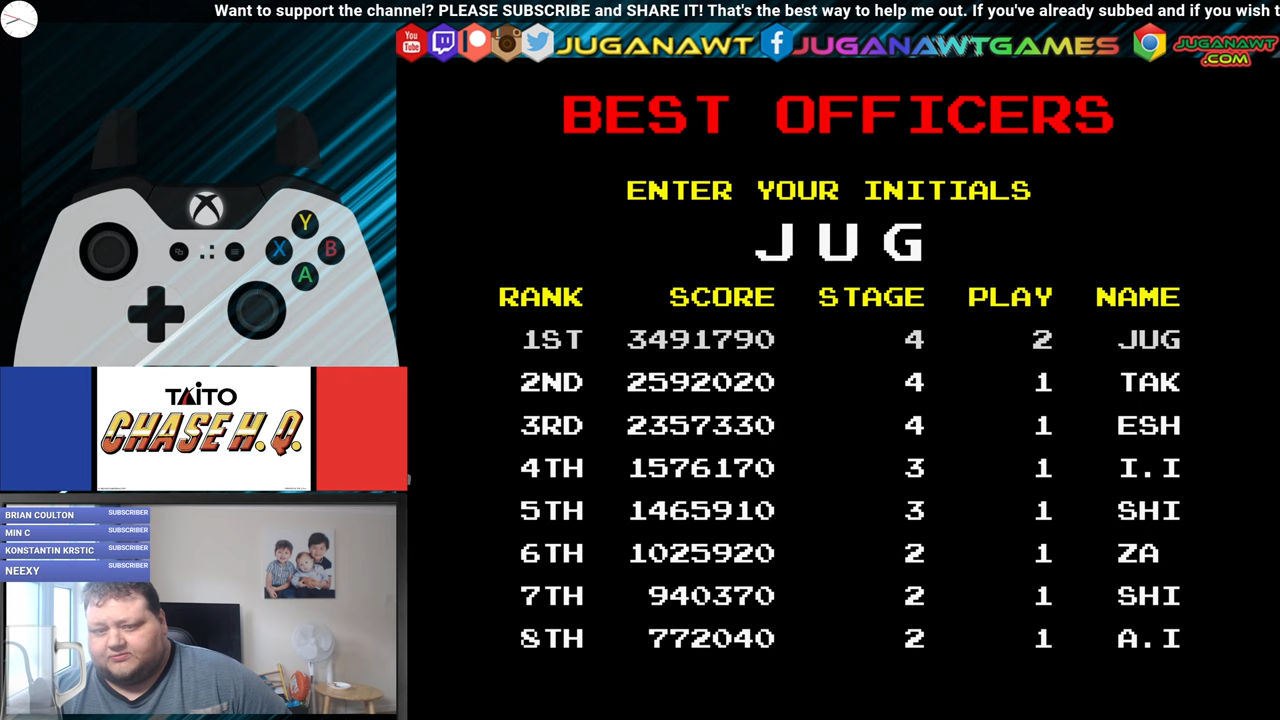 Want to support the channel? PLEASE SUBSCRIBE and SHARE IT! That's the best way to help me out. If you've already subbed and if you wish t
You Tube JUGANAWT JUGANAWTGAMES JUGANAWT
.COM
BEST OFFICERS
ENTER YOUR INITIALS
JUG
RANK SCORE STAGE PLAY NAME
1ST 3491790 4 2 JUG
2ND 2592020 4 1 TAK
3RD 2357330 4 1 ESH
4TH 1576170 3 1 I.I
5TH 1465910 3 1 SHI
6TH 1025920 2 1 ZA
7TH 940370 2 1 SHI
8TH 772040 2 1 A.I
Y
X B
A
TAITO
CHASE H.Q.
BRIAN COULTON SUBSCRIBER
MIN C SUBSCRIBER
KONSTANTIN KRSTIC SUBSCRIBER
NEEXY SUBSCRIBER